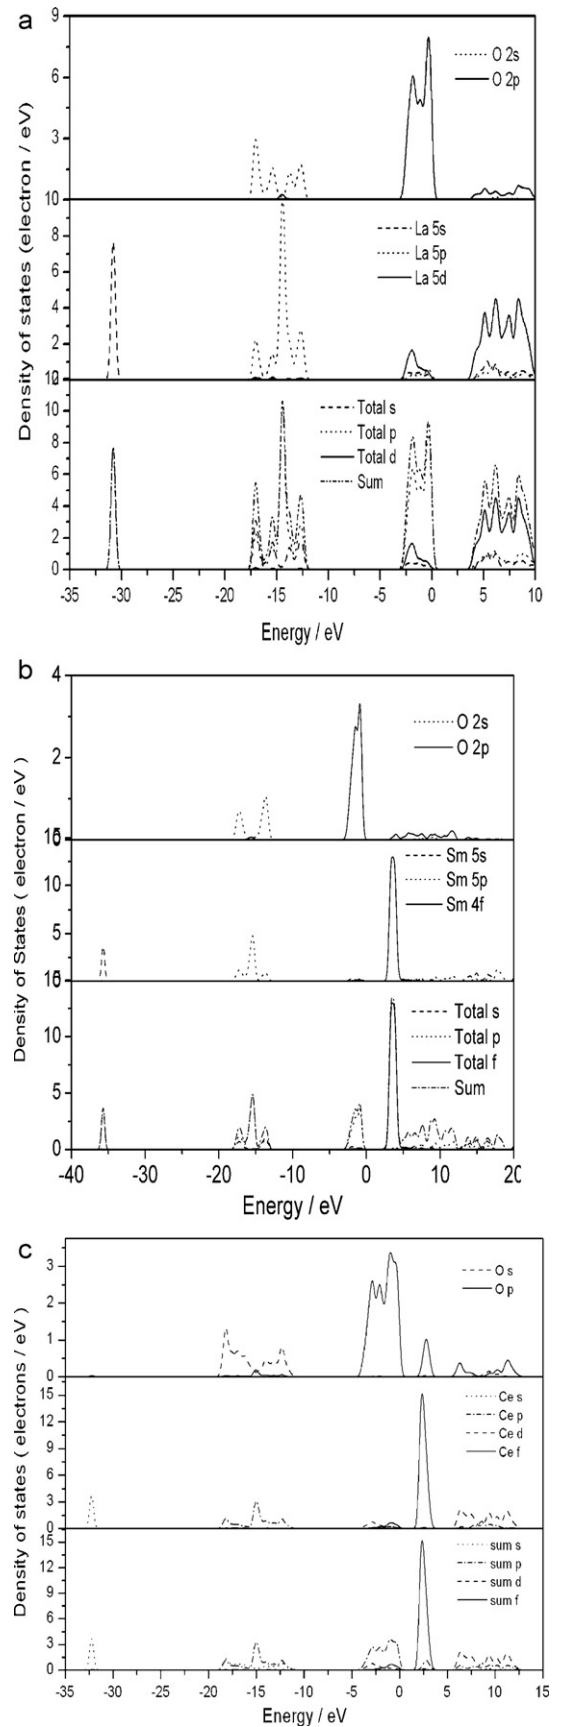 a
Density of states (electron / eV)
9
6
3
10
O 2s
O 2p
8
6
4
2
La 5s
La 5p
La 5d
10
8
6
4
2
0
Total s
Total p
Total d
Sum
-35 -30 -25 -20 -15 -10 -5 0 5 10
Energy / eV
b
Density of States ( electron / eV )
4
2
O 2s
O 2p
10
5
Sm 5s
Sm 5p
Sm 4f
10
5
0
Total s
Total p
Total f
Sum
-40 -30 -20 -10 0 10 20
Energy / eV
c
Density of states ( electrons / eV )
3
2
1
0
O s
O p
15
12
9
6
3
0
Ce s
Ce p
Ce d
Ce f
15
12
9
6
3
0
sum s
sum p
sum d
sum f
-35 -30 -25 -20 -15 -10 -5 0 5 10 15
Energy / eV